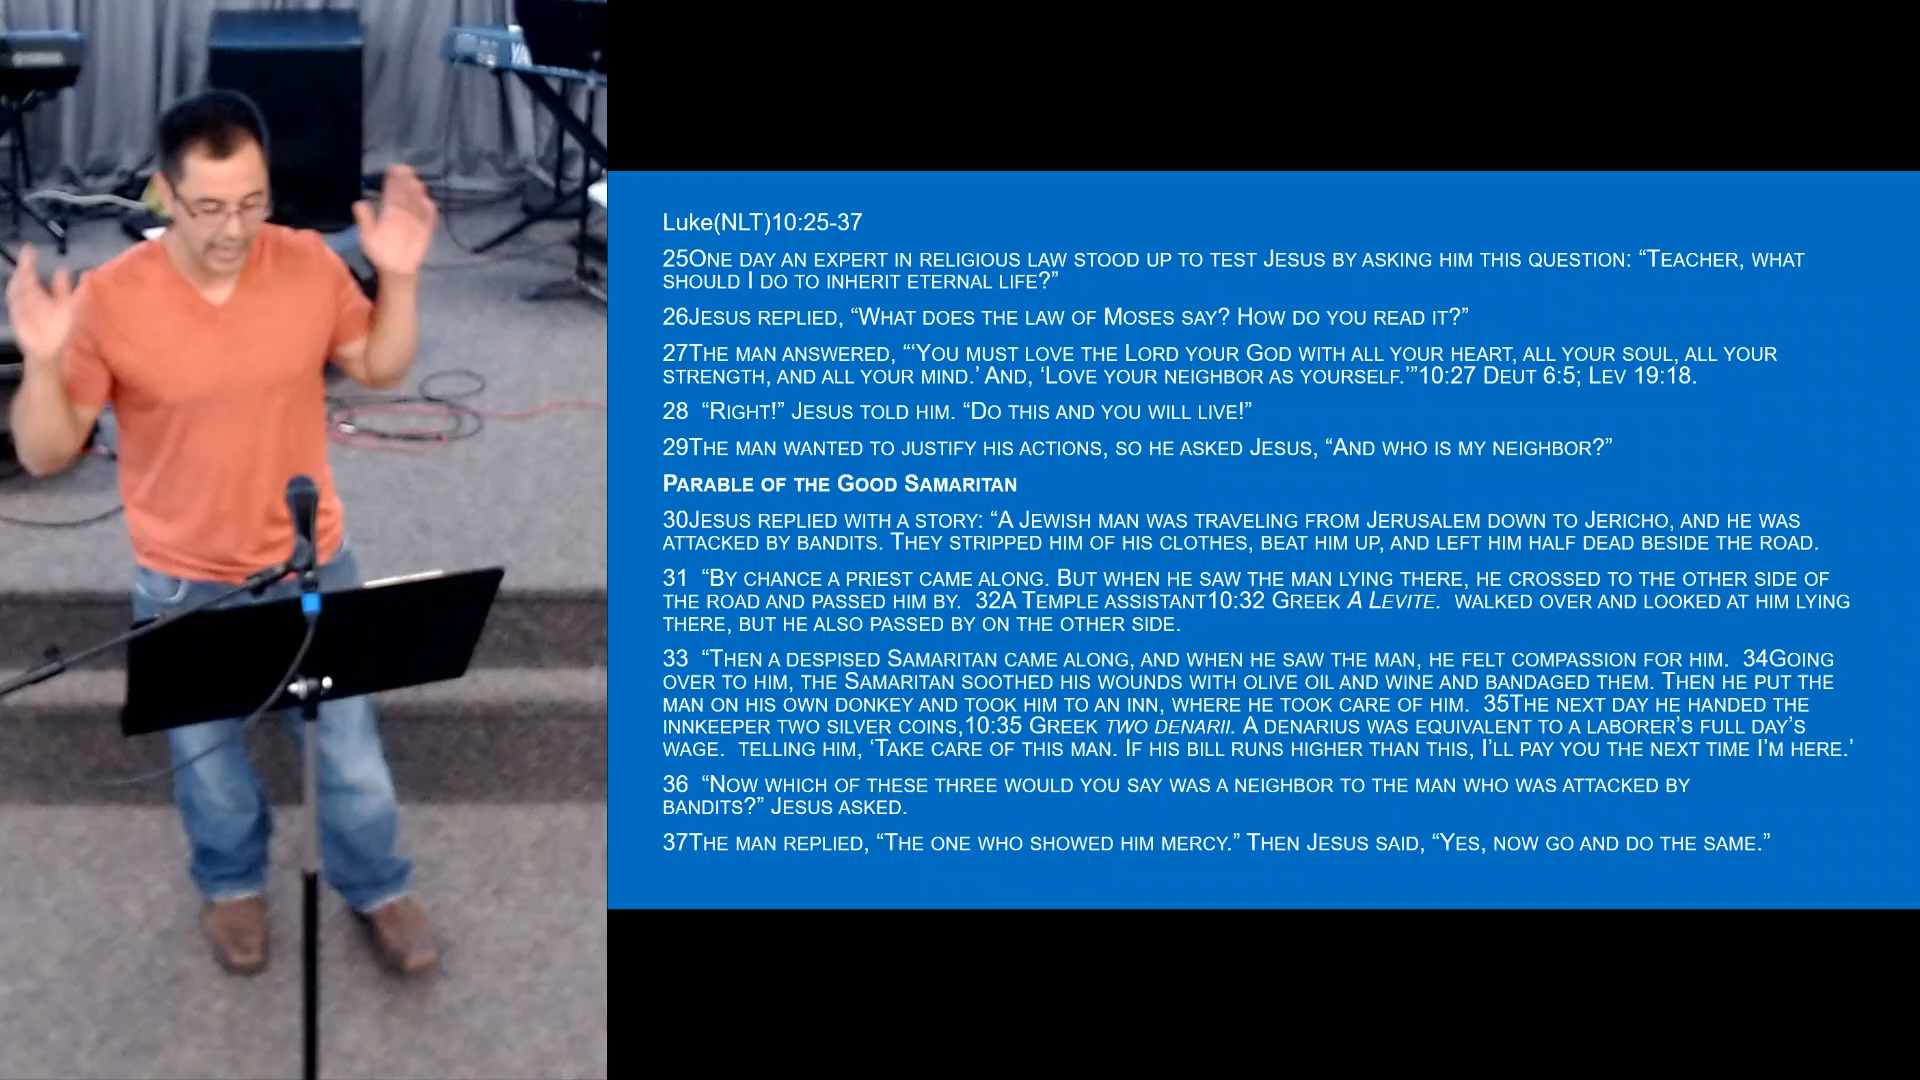 Luke(NLT)10:25-37
25One day an expert in religious law stood up to test Jesus by asking him this question: “Teacher, what
should I do to inherit eternal life?”
26Jesus replied, “What does the law of Moses say? How do you read it?”
27The man answered, “‘You must love the Lord your God with all your heart, all your soul, all your
strength, and all your mind.’ And, ‘Love your neighbor as yourself.’”10:27 Deut 6:5; Lev 19:18.
28  “Right!” Jesus told him. “Do this and you will live!”
29The man wanted to justify his actions, so he asked Jesus, “And who is my neighbor?”
Parable of the Good Samaritan
30Jesus replied with a story: “A Jewish man was traveling from Jerusalem down to Jericho, and he was
attacked by bandits. They stripped him of his clothes, beat him up, and left him half dead beside the road.
31  “By chance a priest came along. But when he saw the man lying there, he crossed to the other side of
the road and passed him by.  32A Temple assistant10:32 Greek A Levite.  walked over and looked at him lying
there, but he also passed by on the other side.
33  “Then a despised Samaritan came along, and when he saw the man, he felt compassion for him.  34Going
over to him, the Samaritan soothed his wounds with olive oil and wine and bandaged them. Then he put the
man on his own donkey and took him to an inn, where he took care of him.  35The next day he handed the
innkeeper two silver coins,10:35 Greek two denarii. A denarius was equivalent to a laborer’s full day’s
wage.  telling him, ‘Take care of this man. If his bill runs higher than this, I’ll pay you the next time I’m here.’
36  “Now which of these three would you say was a neighbor to the man who was attacked by
bandits?” Jesus asked.
37The man replied, “The one who showed him mercy.” Then Jesus said, “Yes, now go and do the same.”